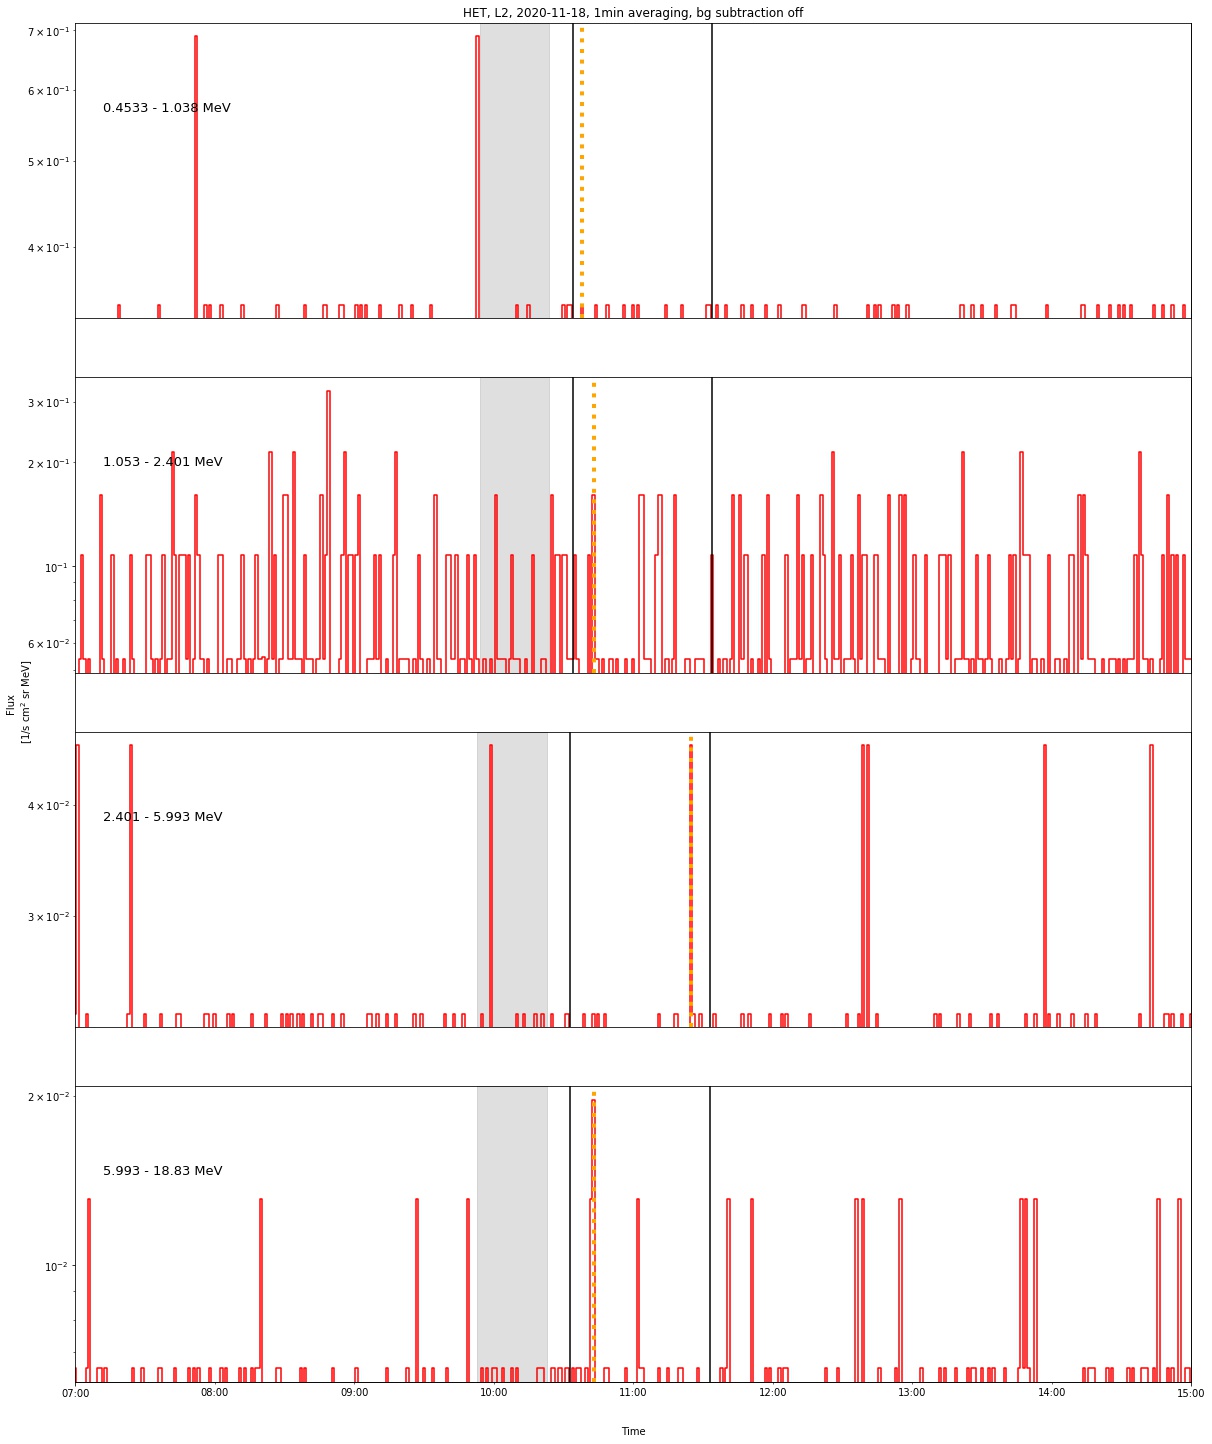 HET, L2, 2020-11-18, 1min averaging, bg subtraction off
7 × 10⁻¹
6 × 10⁻¹
0.4533 - 1.038 MeV
5 × 10⁻¹
4 × 10⁻¹
3 × 10⁻¹
1.053 - 2.401 MeV
2 × 10⁻¹
10⁻¹
6 × 10⁻²
Flux
[1/s cm² sr MeV]
4 × 10⁻²
2.401 - 5.993 MeV
3 × 10⁻²
2 × 10⁻²
5.993 - 18.83 MeV
10⁻²
07:00 08:00 09:00 10:00 11:00 12:00 13:00 14:00 15:00
Time